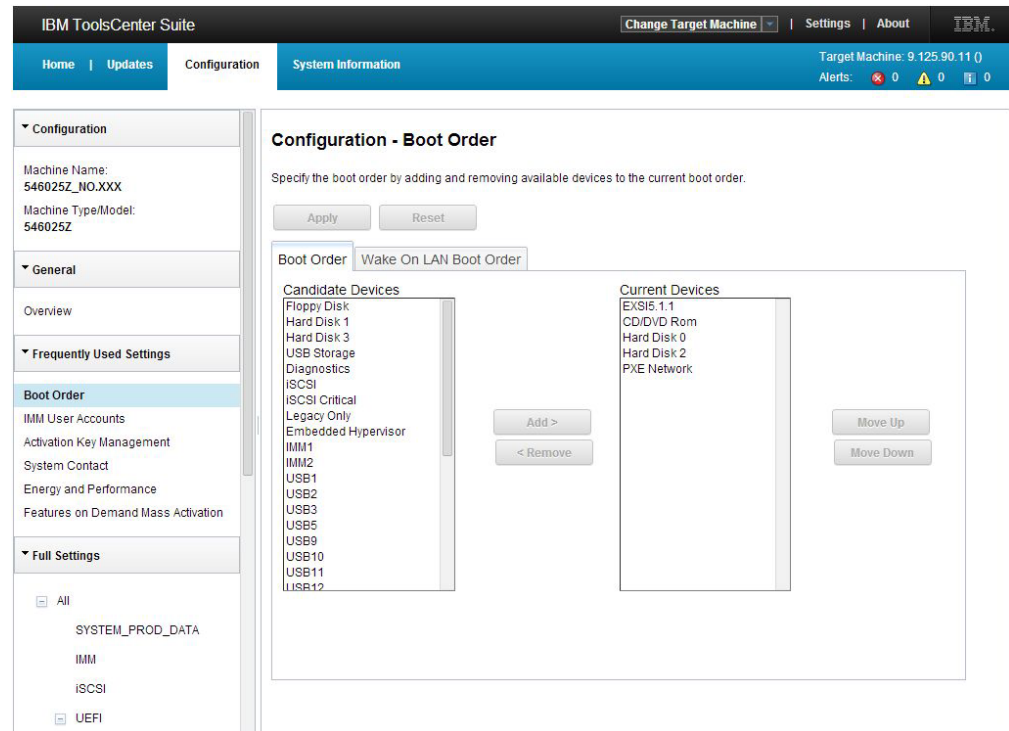 IBM ToolsCenter Suite
Change Target Machine | Settings | About
IBM.
Home | Updates Configuration System Information
Target Machine: 9.125.90.11 ()
Alerts: 0 0 0
Configuration
Machine Name:
546025Z_NO.XXX
Machine Type/Model:
546025Z
General
Overview
Frequently Used Settings
Boot Order
IMM User Accounts
Activation Key Management
System Contact
Energy and Performance
Features on Demand Mass Activation
Full Settings
All
SYSTEM_PROD_DATA
IMM
iSCSI
UEFI
Configuration - Boot Order
Specify the boot order by adding and removing available devices to the current boot order.
Apply Reset
Boot Order Wake On LAN Boot Order
Candidate Devices
Floppy Disk
Hard Disk 1
Hard Disk 3
USB Storage
Diagnostics
iSCSI
iSCSI Critical
Legacy Only
Embedded Hypervisor
IMM1
IMM2
USB1
USB2
USB3
USB5
USB9
USB10
USB11
USB12
Add >
< Remove
Current Devices
EXSI5.1.1
CD/DVD Rom
Hard Disk 0
Hard Disk 2
PXE Network
Move Up
Move Down